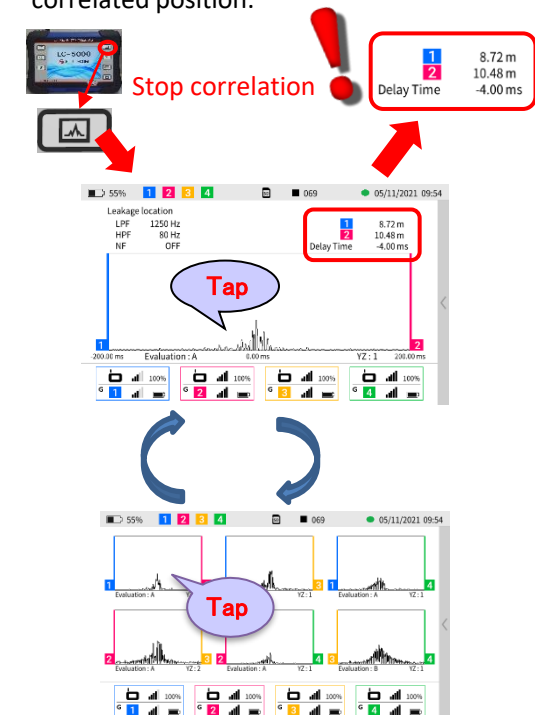 correlated position.
LC-5000
Stop correlation
1 8.72 m
2 10.48 m
Delay Time -4.00 ms
55% 1 2 3 4 069 05/11/2021 09:54
Leakage location
LPF 1250 Hz
HPF 80 Hz
NF OFF
1 8.72 m
2 10.48 m
Delay Time -4.00 ms
Tap
1 2
-200.00 ms Evaluation : A 0.00 ms YZ : 1 200.00 ms
100% 100% 100% 100%
G 1 G 2 G 3 G 4
55% 1 2 3 4 069 05/11/2021 09:54
1 3 1 4
Evaluation : A YZ : 1 Evaluation : A YZ : 1
Tap
2 3 2 4 3 4
Evaluation : A YZ : 2 Evaluation : A YZ : 1 Evaluation : B YZ : 1
100% 100% 100% 100%
G 1 G 2 G 3 G 4